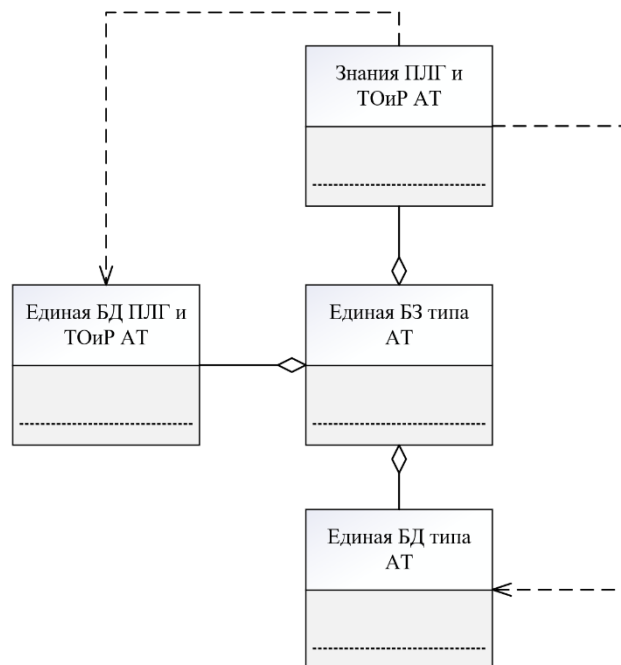 Знания ПЛГ и
ТОиР АТ
Единая БД ПЛГ и
ТОиР АТ
Единая БЗ типа
АТ
Единая БД типа
АТ